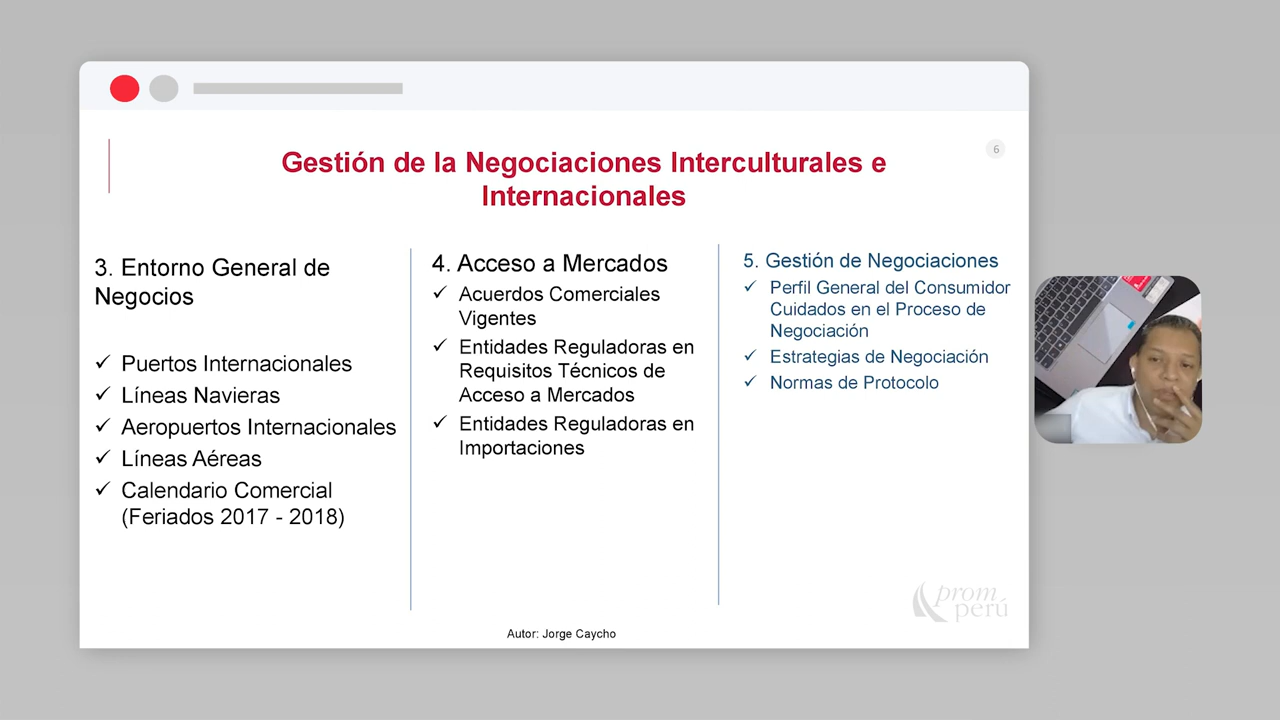 6
Gestión de la Negociaciones Interculturales e
Internacionales
3. Entorno General de
Negocios
Puertos Internacionales
Líneas Navieras
Aeropuertos Internacionales
Líneas Aéreas
Calendario Comercial
(Feriados 2017 - 2018)
4. Acceso a Mercados
Acuerdos Comerciales
Vigentes
Entidades Reguladoras en
Requisitos Técnicos de
Acceso a Mercados
Entidades Reguladoras en
Importaciones
5. Gestión de Negociaciones
Perfil General del Consumidor
Cuidados en el Proceso de
Negociación
Estrategias de Negociación
Normas de Protocolo
prom
perú
Autor: Jorge Caycho